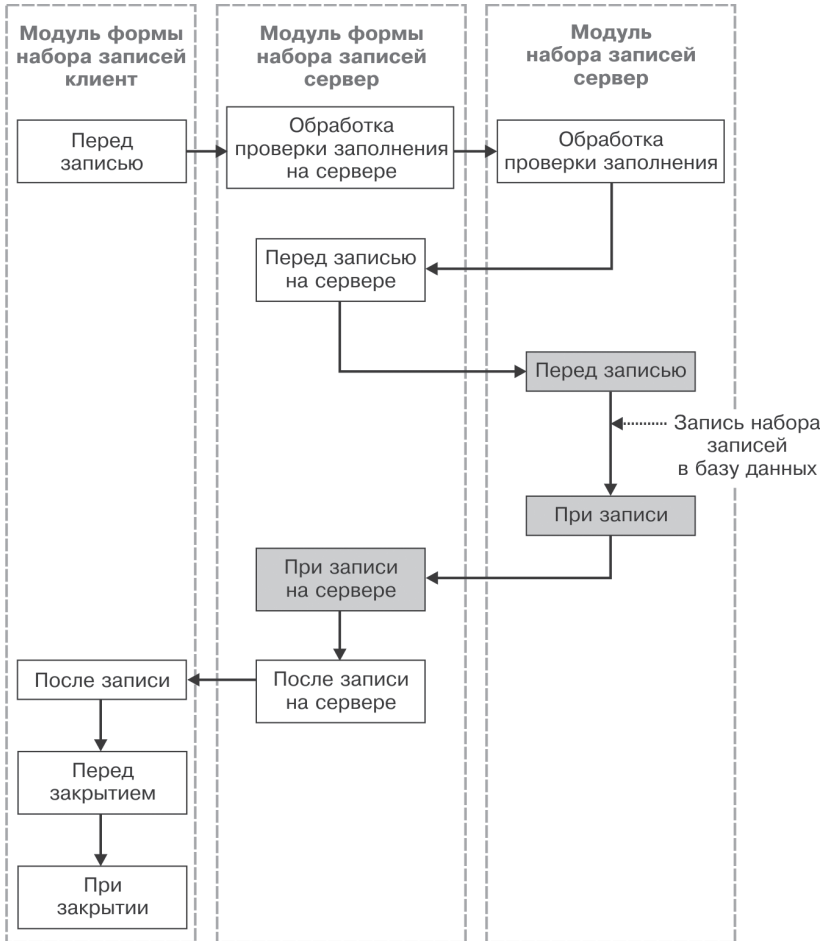 Модуль формы
набора записей
клиент
Модуль формы
набора записей
сервер
Модуль
набора записей
сервер
Перед
записью
Обработка
проверки заполнения
на сервере
Обработка
проверки заполнения
Перед записью
на сервере
Перед записью
Запись набора
записей
в базу данных
При записи
При записи
на сервере
После записи
После записи
на сервере
Перед
закрытием
При
закрытии